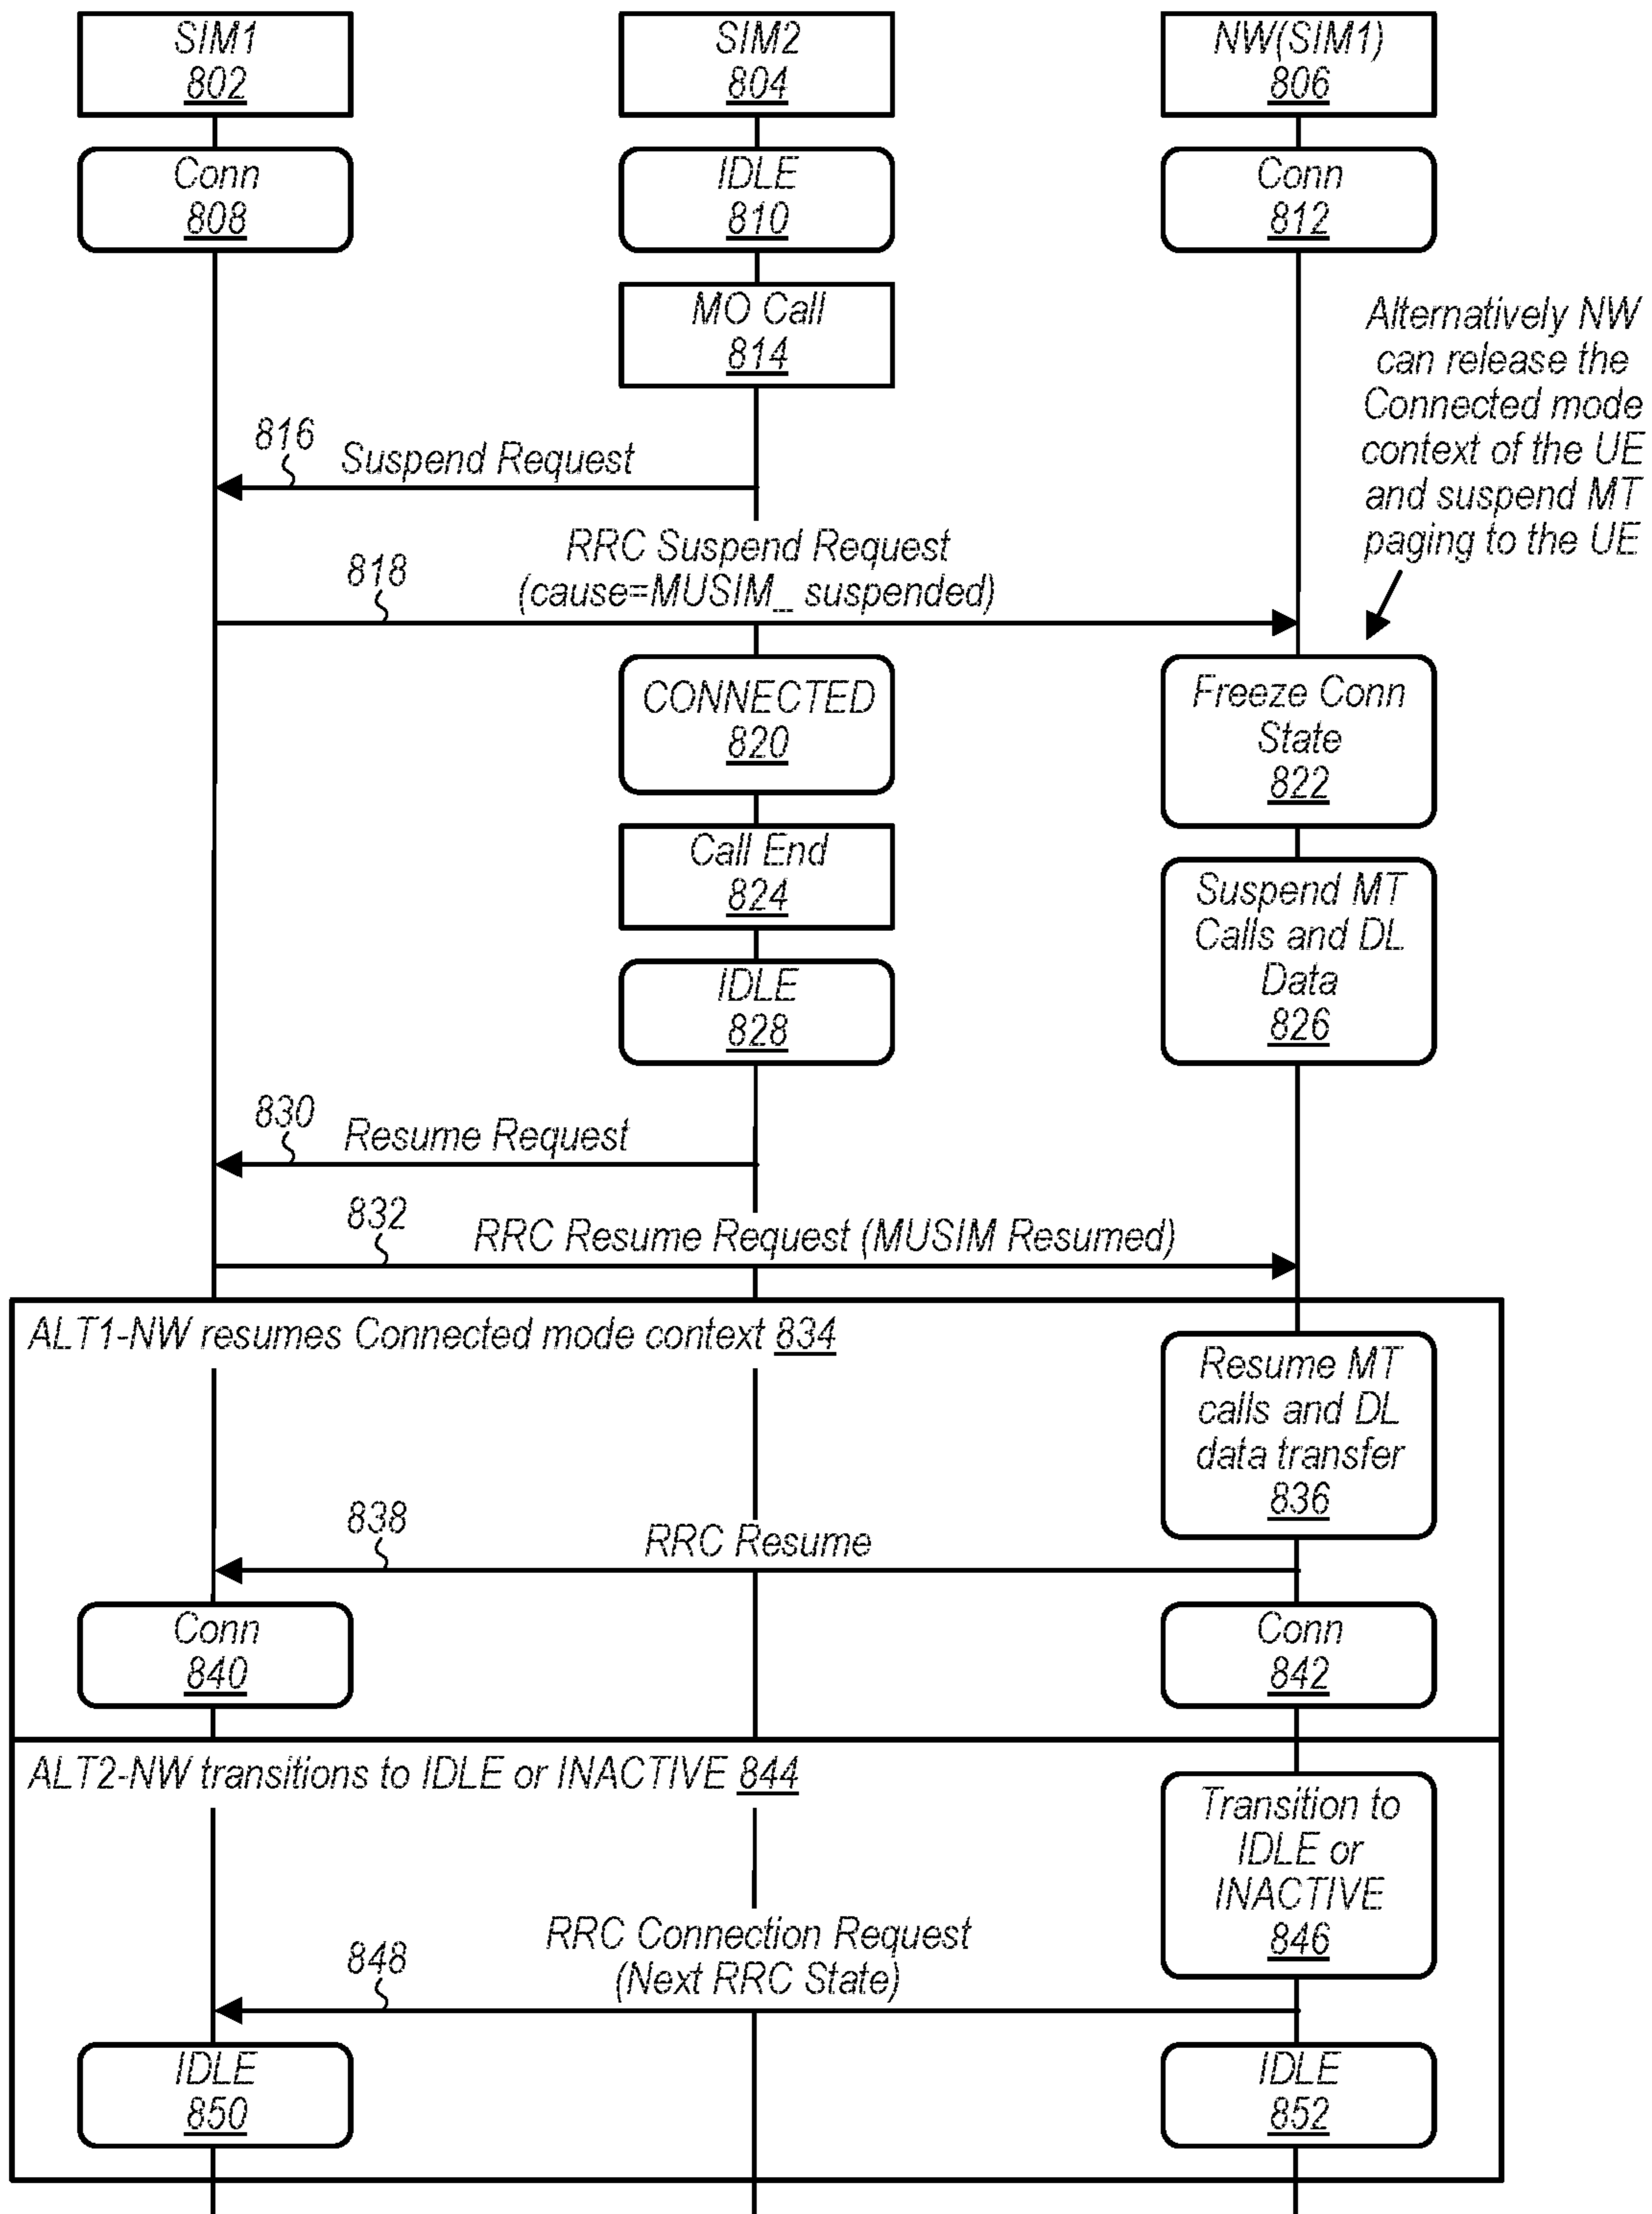 SIM1
802
SIM2
804
NW(SIM1)
806
Conn
808
IDLE
810
Conn
812
MO Call
814
Alternatively NW
can release the
Connected mode
context of the UE
and suspend MT
paging to the UE
816
Suspend Request
818
RRC Suspend Request
(cause=MUSIM_ suspended)
CONNECTED
820
Freeze Conn
State
822
Call End
824
Suspend MT
Calls and DL
Data
826
IDLE
828
830
Resume Request
832
RRC Resume Request (MUSIM Resumed)
ALT1-NW resumes Connected mode context 834
Resume MT
calls and DL
data transfer
836
838
RRC Resume
Conn
840
Conn
842
ALT2-NW transitions to IDLE or INACTIVE 844
Transition to
IDLE or
INACTIVE
846
848
RRC Connection Request
(Next RRC State)
IDLE
850
IDLE
852